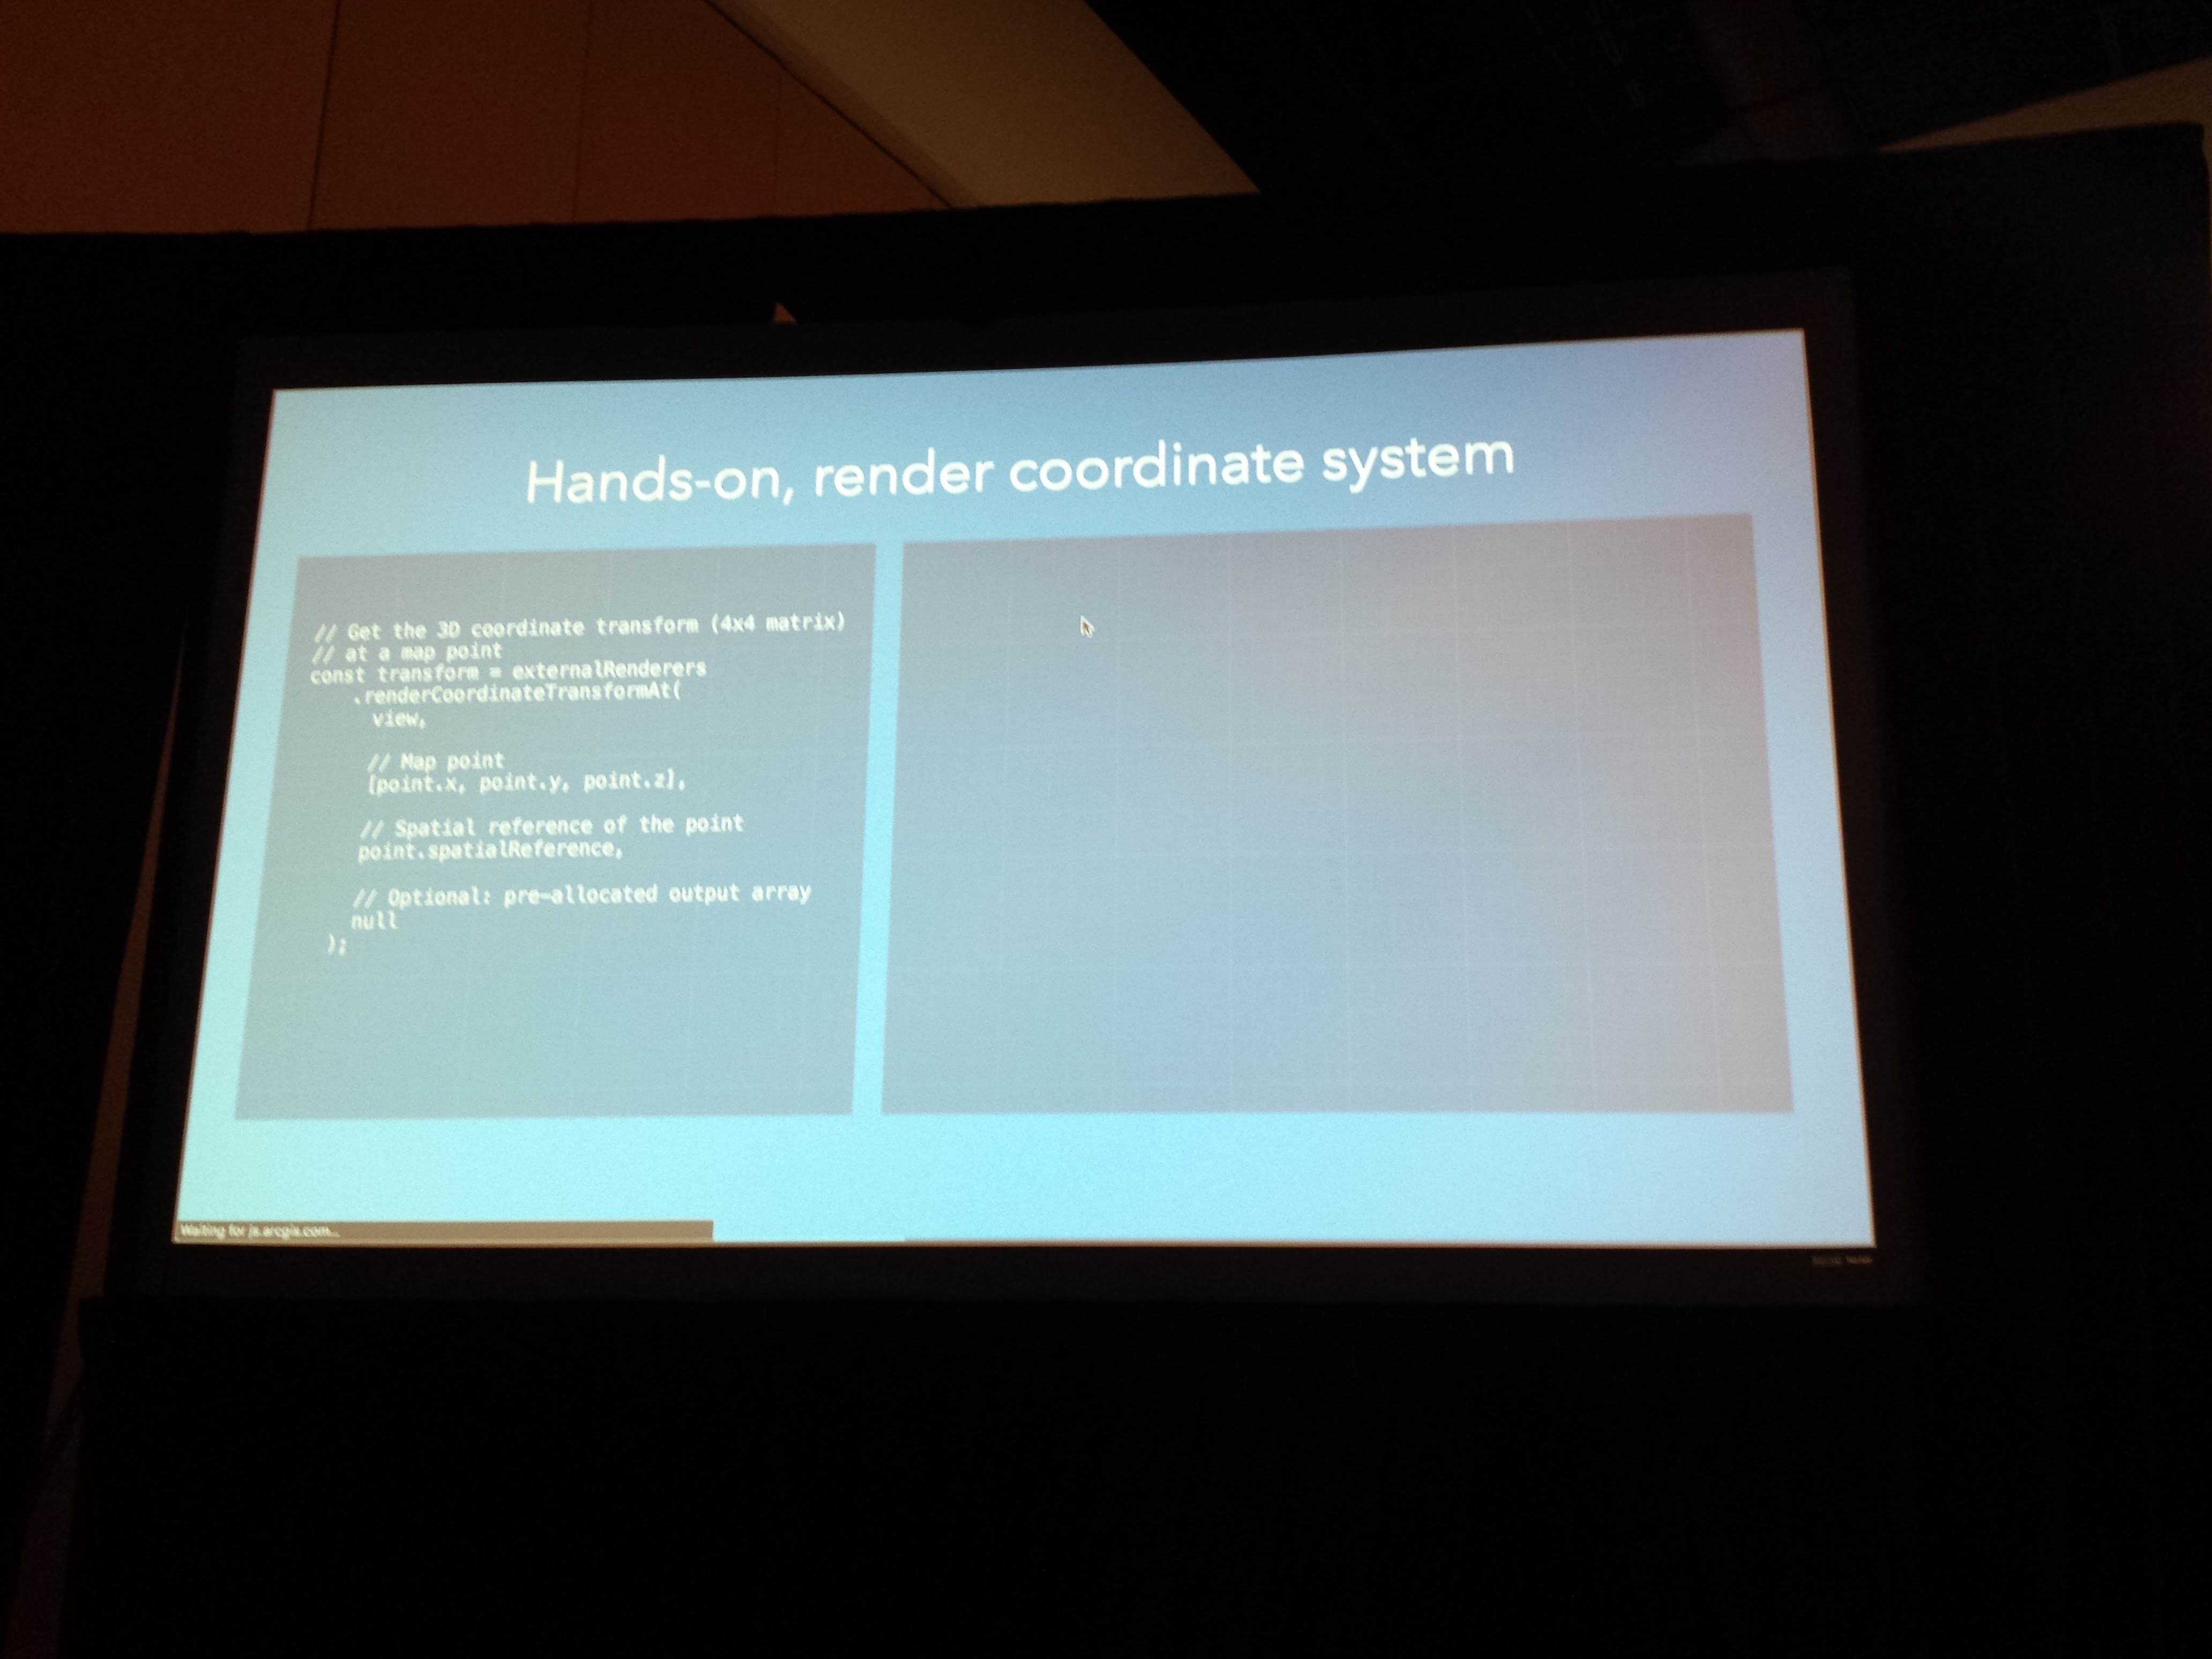 Hands-on, render coordinate system
// Get the 3D coordinate transform (4x4 matrix)
// at a map point
const transform = externalRenderers
.renderCoordinateTransformAt(
view,
// Map point
[point.x, point.y, point.z],
// Spatial reference of the point
point.spatialReference,
// Optional: pre-allocated output array
null
);
Waiting for js.arcgis.com...